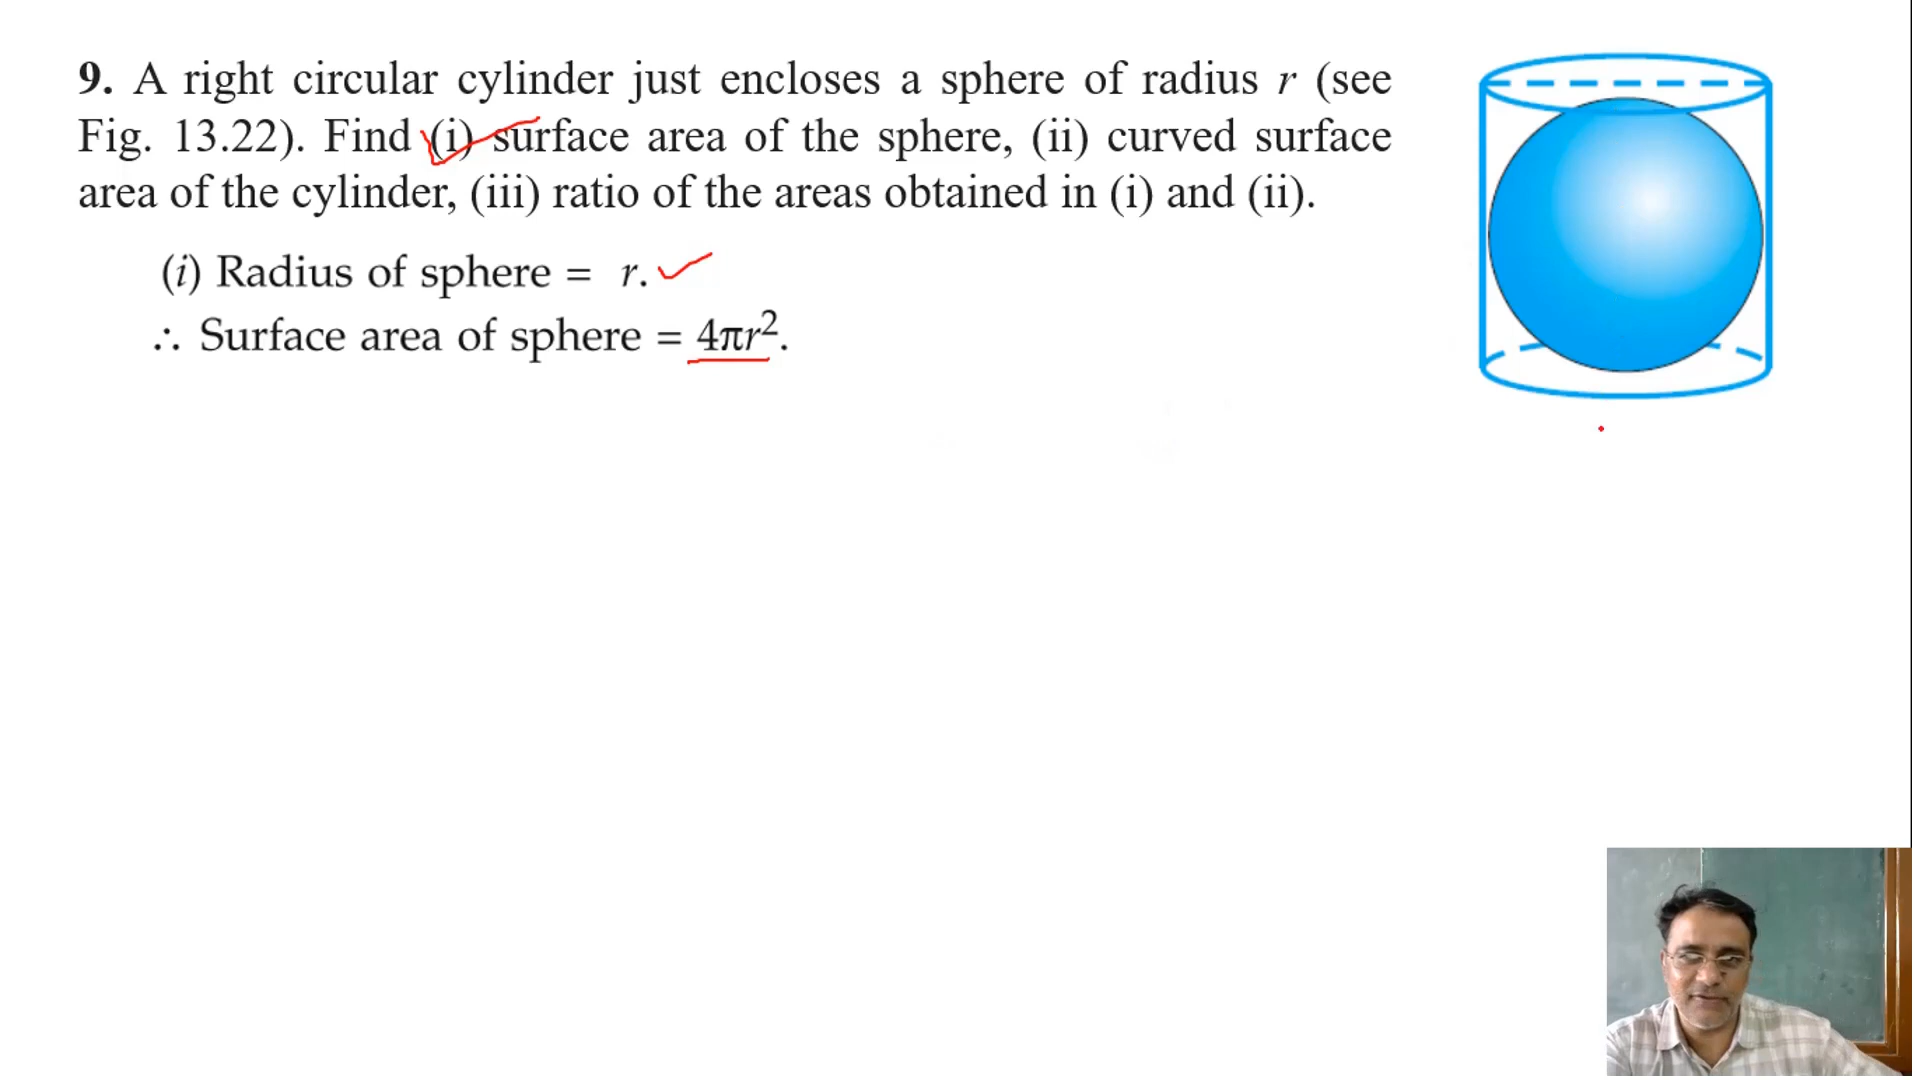 9. A right circular cylinder just encloses a sphere of radius r (see
Fig. 13.22). Find (i) surface area of the sphere, (ii) curved surface
area of the cylinder, (iii) ratio of the areas obtained in (i) and (ii).
(i) Radius of sphere = r.
∴ Surface area of sphere = 4πr².